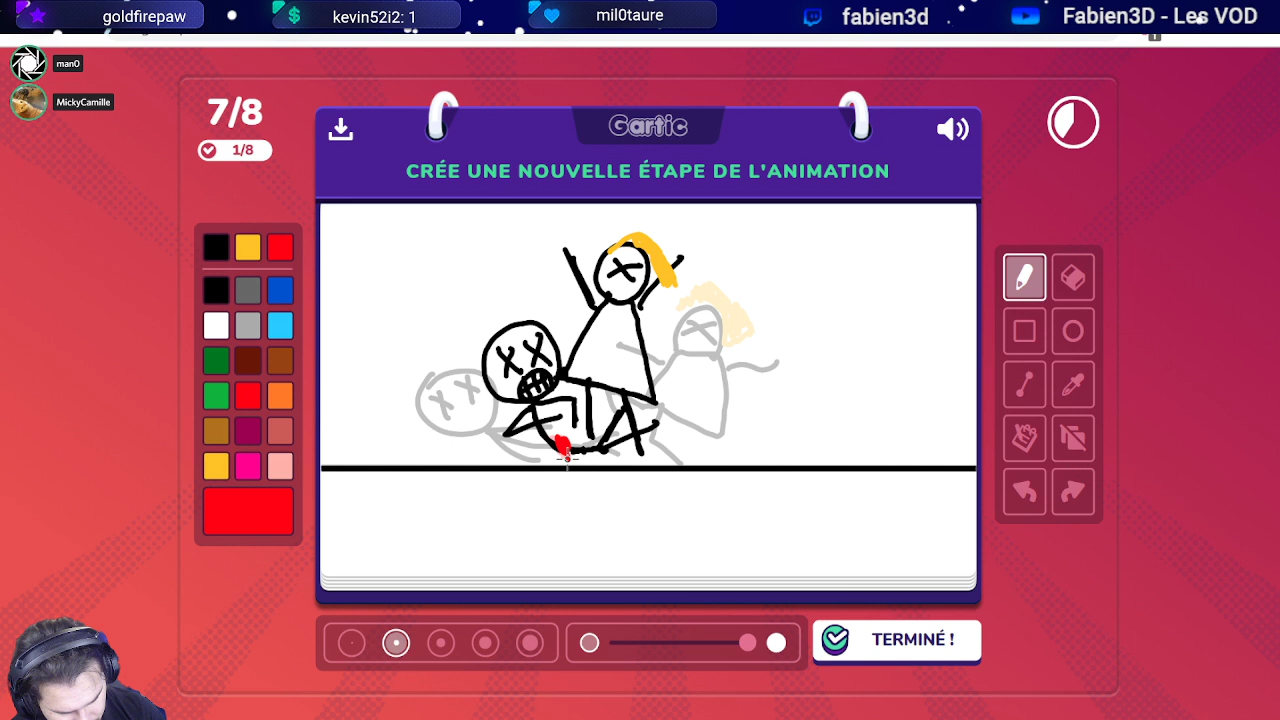 goldfirepaw
kevin52i2: 1
mil0taure
fabien3d
Fabien3D - Les VOD
man0
MickyCamille
7/8
1/8
Gartic
CRÉE UNE NOUVELLE ÉTAPE DE L'ANIMATION
TERMINÉ !